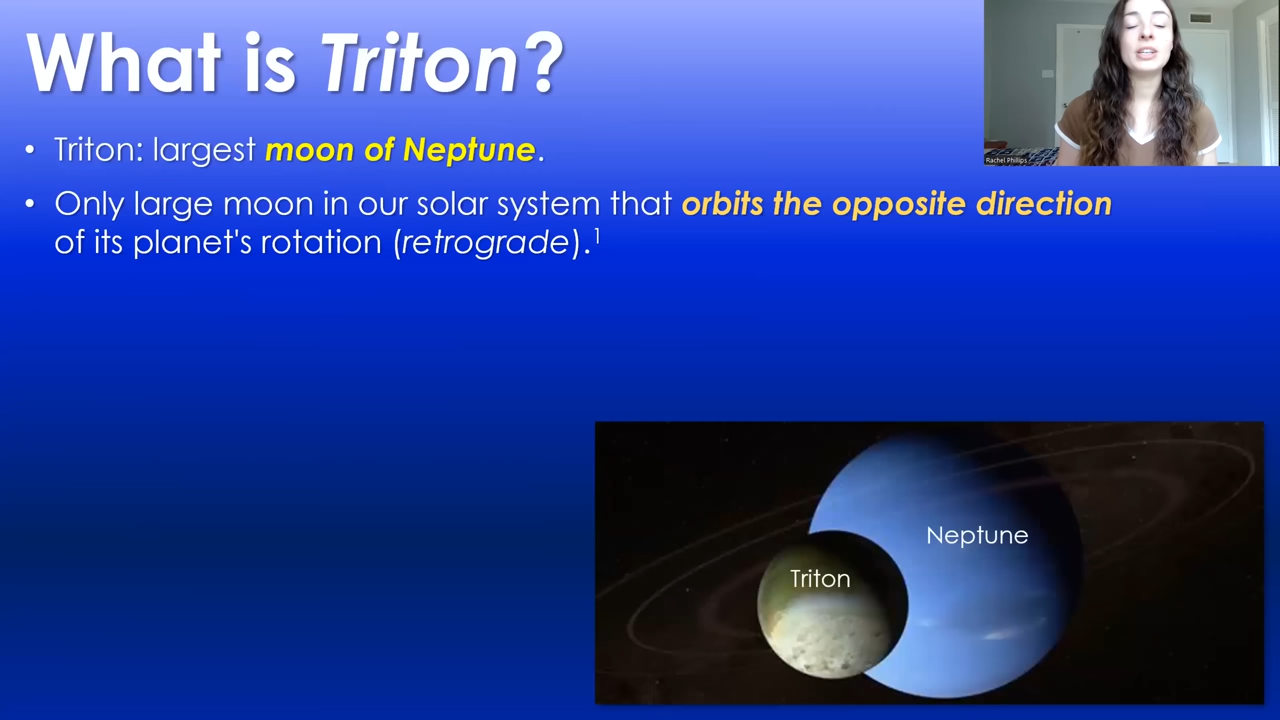 What is Triton?
• Triton: largest moon of Neptune.
• Only large moon in our solar system that orbits the opposite direction
of its planet's rotation (retrograde).¹
Rachel Phillips
Neptune
Triton